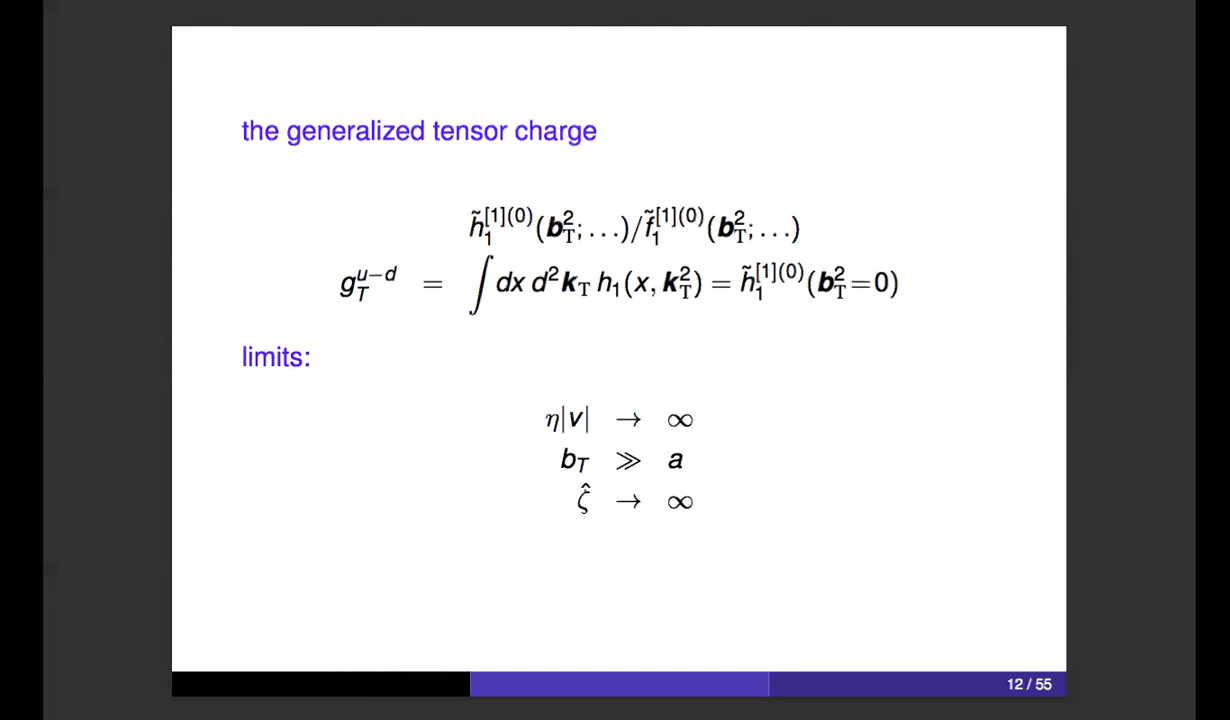 the generalized tensor charge
h̃₁^{[1](0)}(𝒃_T²; …)/f̃₁^{[1](0)}(𝒃_T²; …)
g_T^{u−d} = ∫dx d²𝒌_T h₁(x, 𝒌_T²) = h̃₁^{[1](0)}(𝒃_T²=0)
limits:
η|v| → ∞
b_T ≫ a
ζ̂ → ∞
12 / 55